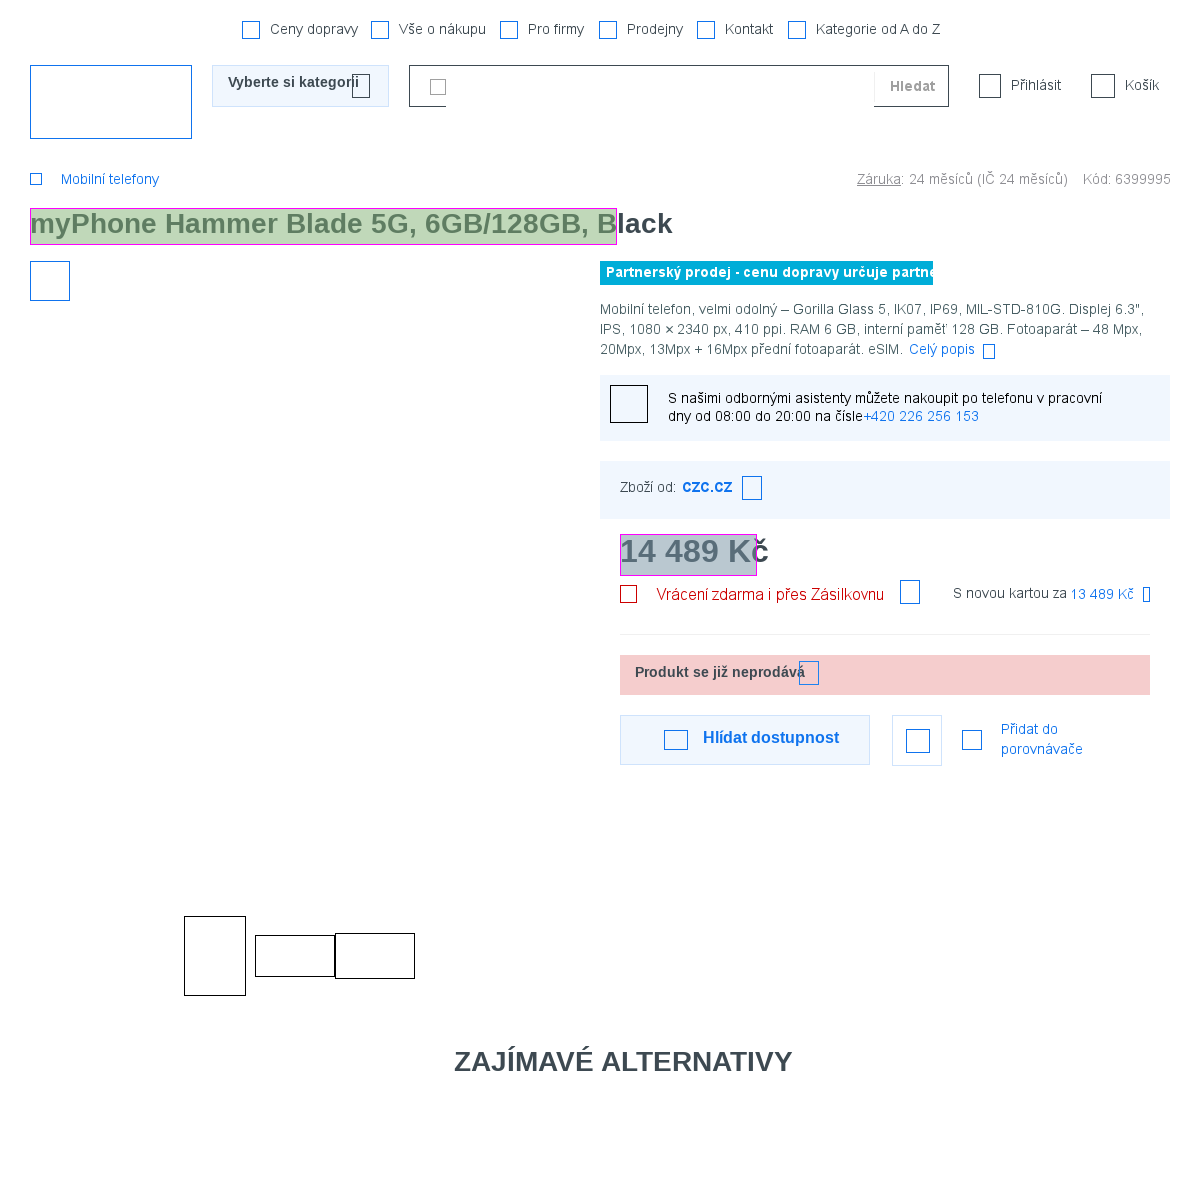 Ceny dopravy Vše o nákupu Pro firmy Prodejny Kontakt Kategorie od A do Z
Vyberte si kategorii Hledat Přihlásit Košík
Mobilní telefony Záruka: 24 měsíců (IČ 24 měsíců) Kód: 6399995
myPhone Hammer Blade 5G, 6GB/128GB, Black
Partnerský prodej - cenu dopravy určuje partne
Mobilní telefon, velmi odolný – Gorilla Glass 5, IK07, IP69, MIL-STD-810G. Displej 6.3",
IPS, 1080 × 2340 px, 410 ppi. RAM 6 GB, interní paměť 128 GB. Fotoaparát – 48 Mpx,
20Mpx, 13Mpx + 16Mpx přední fotoaparát. eSIM. Celý popis
S našimi odbornými asistenty můžete nakoupit po telefonu v pracovní
dny od 08:00 do 20:00 na čísle+420 226 256 153
Zboží od: czc.cz
14 489 Kč
Vrácení zdarma i přes Zásilkovnu S novou kartou za 13 489 Kč
Produkt se již neprodává
Hlídat dostupnost
Přidat do
porovnávače
ZAJÍMAVÉ ALTERNATIVY